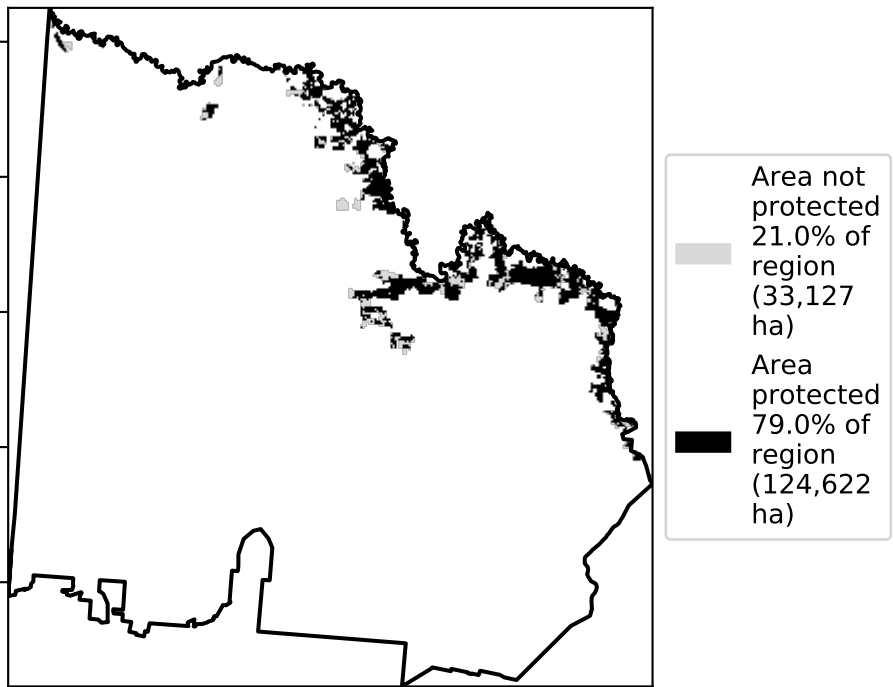 Area not
protected
21.0% of
region
(33,127
ha)
Area
protected
79.0% of
region
(124,622
ha)